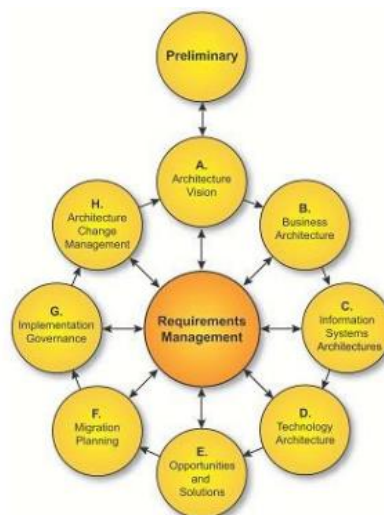 Preliminary
A.
Architecture
Vision
B.
Business
Architecture
C.
Information
Systems
Architectures
D.
Technology
Architecture
E.
Opportunities
and
Solutions
F.
Migration
Planning
G.
Implementation
Governance
H.
Architecture
Change
Management
Requirements
Management